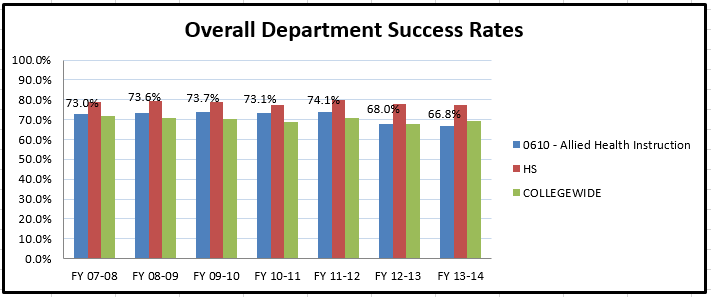 Overall Department Success Rates
100.0%
90.0%
80.0%
70.0%
60.0%
50.0%
40.0%
30.0%
20.0%
10.0%
0.0%
73.0%
73.6%
73.7%
73.1%
74.1%
68.0%
66.8%
FY 07-08
FY 08-09
FY 09-10
FY 10-11
FY 11-12
FY 12-13
FY 13-14
0610 - Allied Health Instruction
HS
COLLEGEWIDE